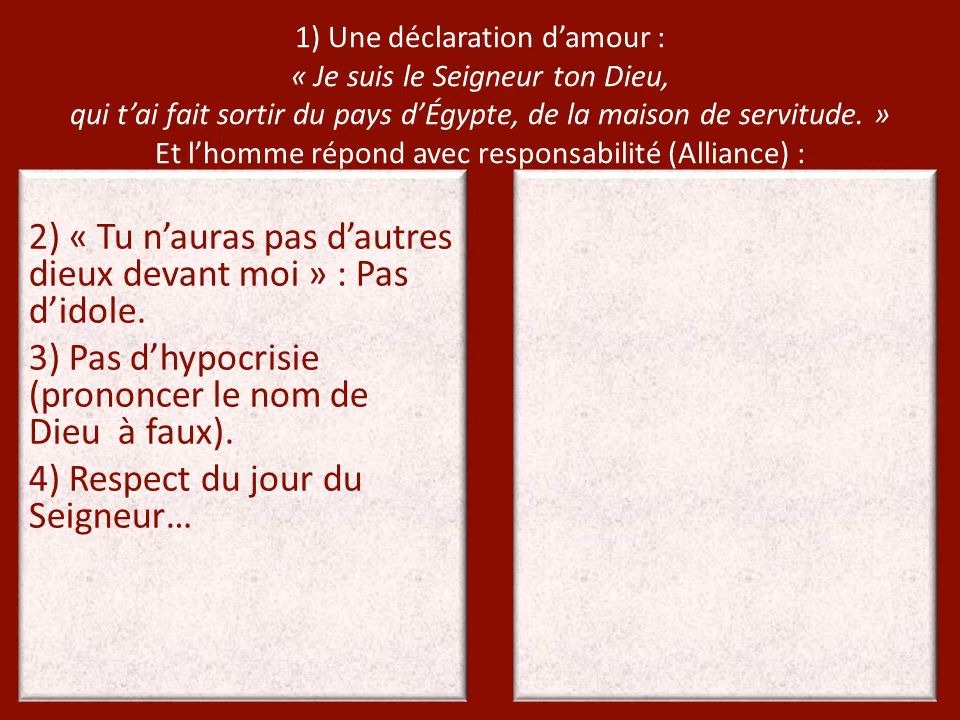 1) Une déclaration d’amour :
« Je suis le Seigneur ton Dieu,
qui t’ai fait sortir du pays d’Égypte, de la maison de servitude. »
Et l’homme répond avec responsabilité (Alliance) :
2) « Tu n’auras pas d’autres
dieux devant moi » : Pas
d’idole.
3) Pas d’hypocrisie
(prononcer le nom de
Dieu  à faux).
4) Respect du jour du
Seigneur…